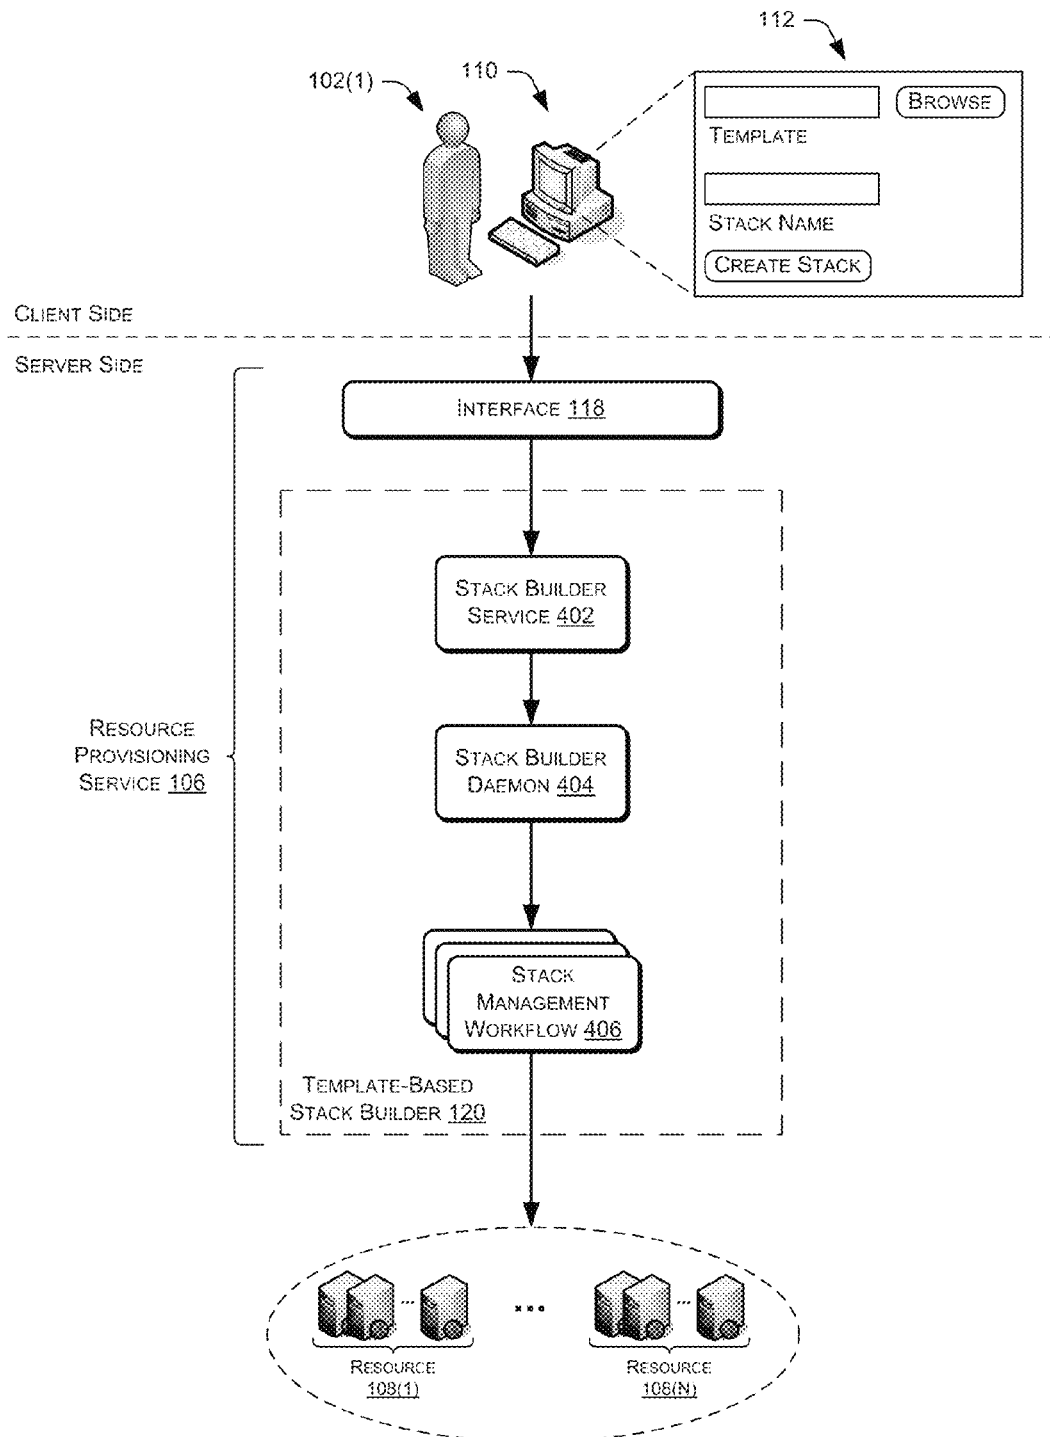 112
110
102(1)
BROWSE
TEMPLATE
STACK NAME
CREATE STACK
CLIENT SIDE
SERVER SIDE
INTERFACE 118
STACK BUILDER
SERVICE 402
RESOURCE
PROVISIONING
SERVICE 106
STACK BUILDER
DAEMON 404
STACK
MANAGEMENT
WORKFLOW 406
TEMPLATE-BASED
STACK BUILDER 120
...
...
...
RESOURCE
108(1)
RESOURCE
108(N)